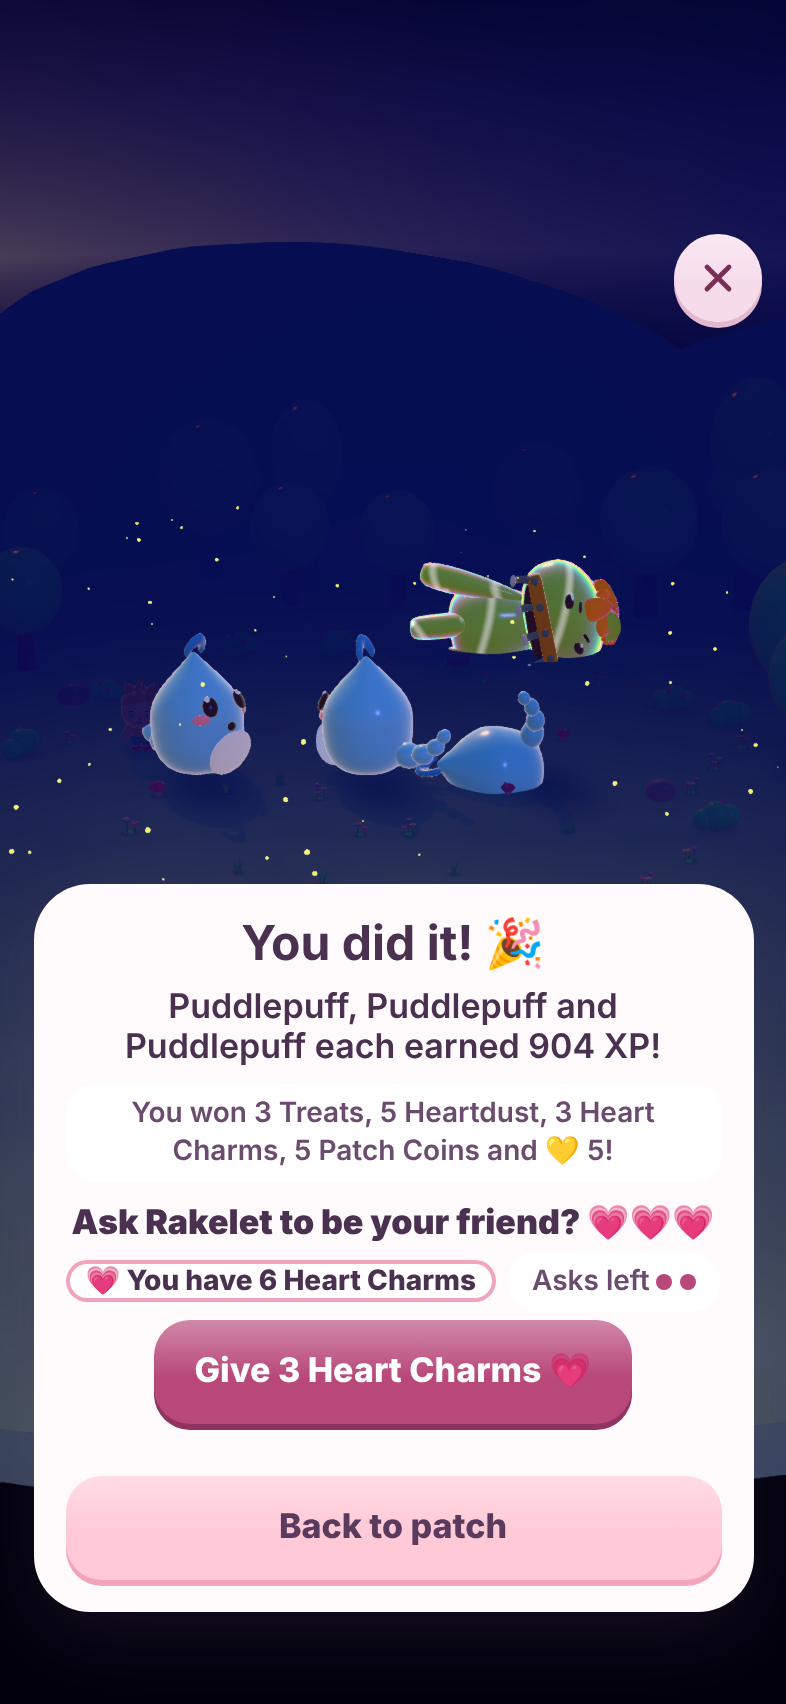 You did it! 🎉
Puddlepuff, Puddlepuff and
Puddlepuff each earned 904 XP!
You won 3 Treats, 5 Heartdust, 3 Heart
Charms, 5 Patch Coins and 💛 5!
Ask Rakelet to be your friend? 💗💗💗
💗 You have 6 Heart Charms
Asks left
Give 3 Heart Charms 💗
Back to patch